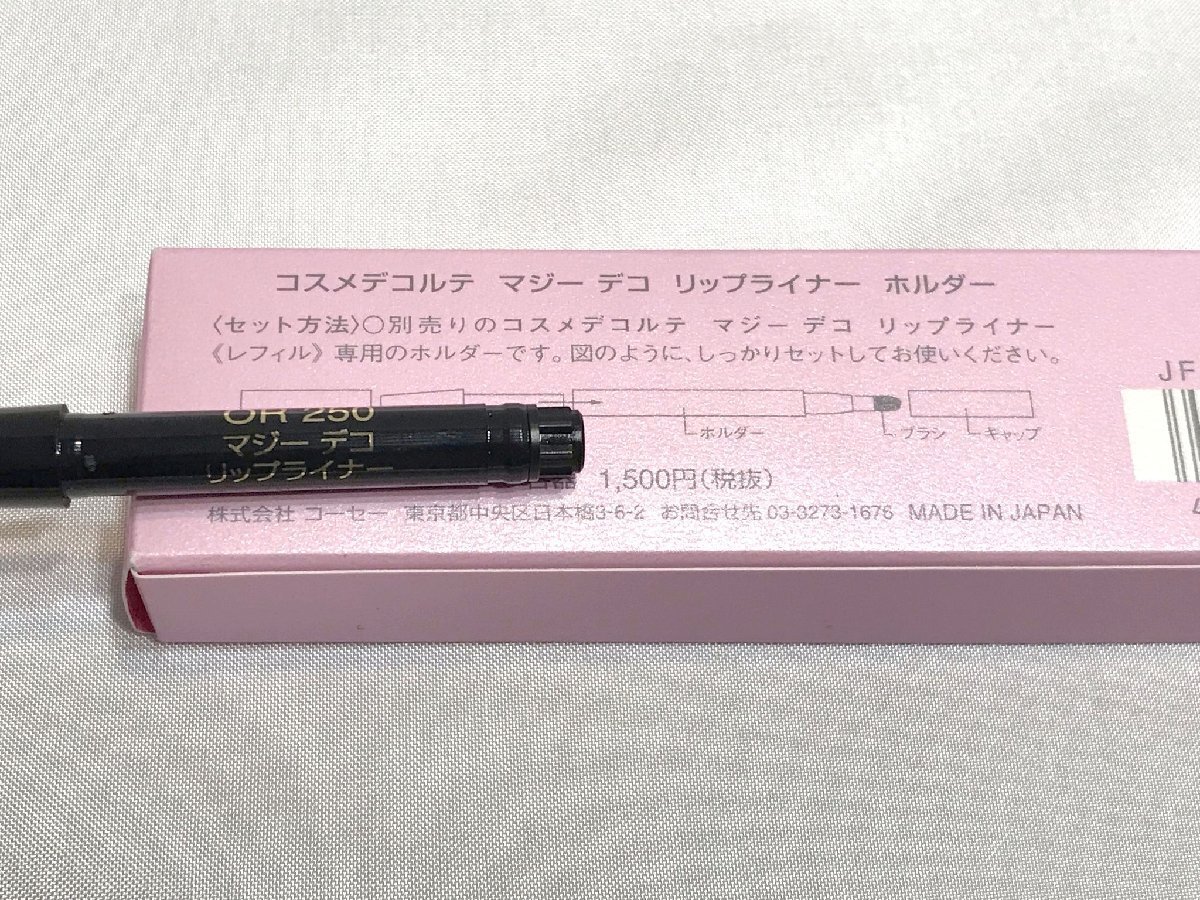 コスメデコルテ マジー デコ リップライナー ホルダー
〈セット方法〉○別売りのコスメデコルテ マジー デコ リップライナー
《レフィル》専用のホルダーです。図のように、しっかりセットしてお使いください。
JF
ホルダー ブラシ キャップ
OR 250
マジー デコ
リップライナー
1,500円(税抜)
株式会社 コーセー 東京都中央区日本橋3-6-2 お問合せ先 03-3273-1676 MADE IN JAPAN
4